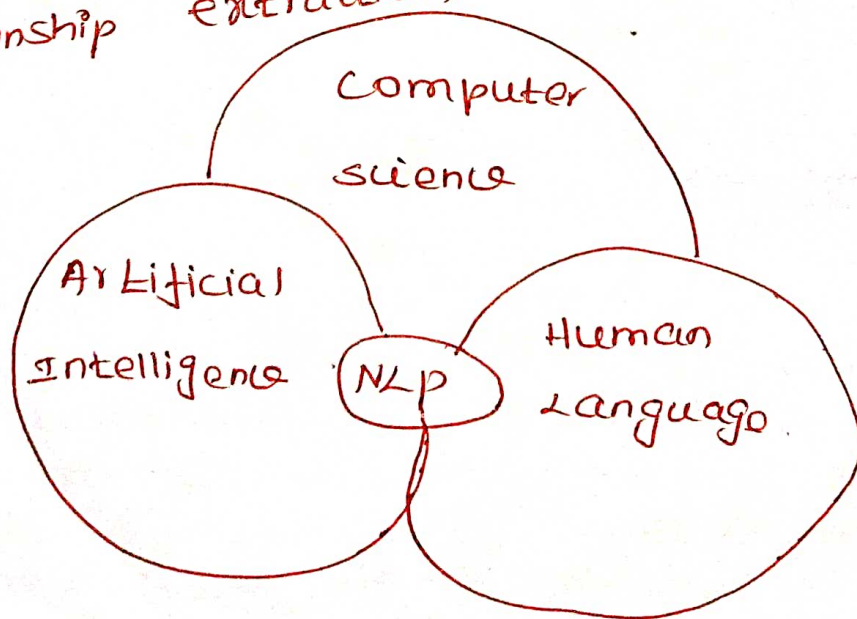 nship
Computer
science
Artificial
Intelligence
NLP
Human
Language